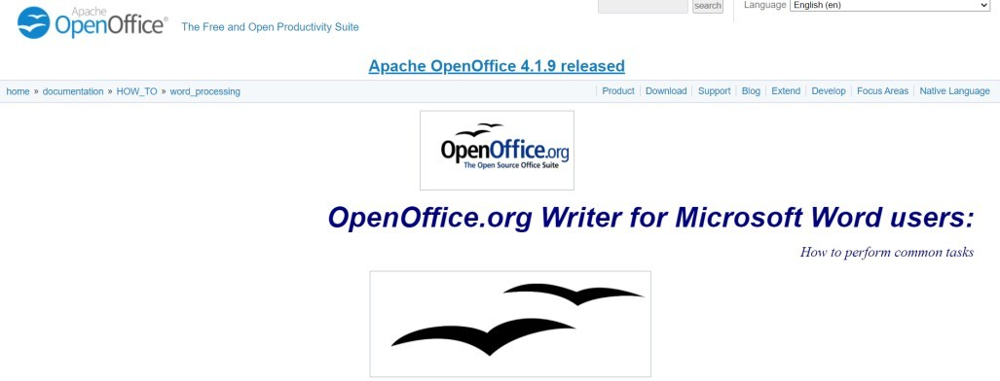 Apache
OpenOffice®
The Free and Open Productivity Suite
search
Language English (en)
Apache OpenOffice 4.1.9 released
home » documentation » HOW_TO » word_processing
Product Download Support Blog Extend Develop Focus Areas Native Language
OpenOffice.org
The Open Source Office Suite
OpenOffice.org Writer for Microsoft Word users:
How to perform common tasks